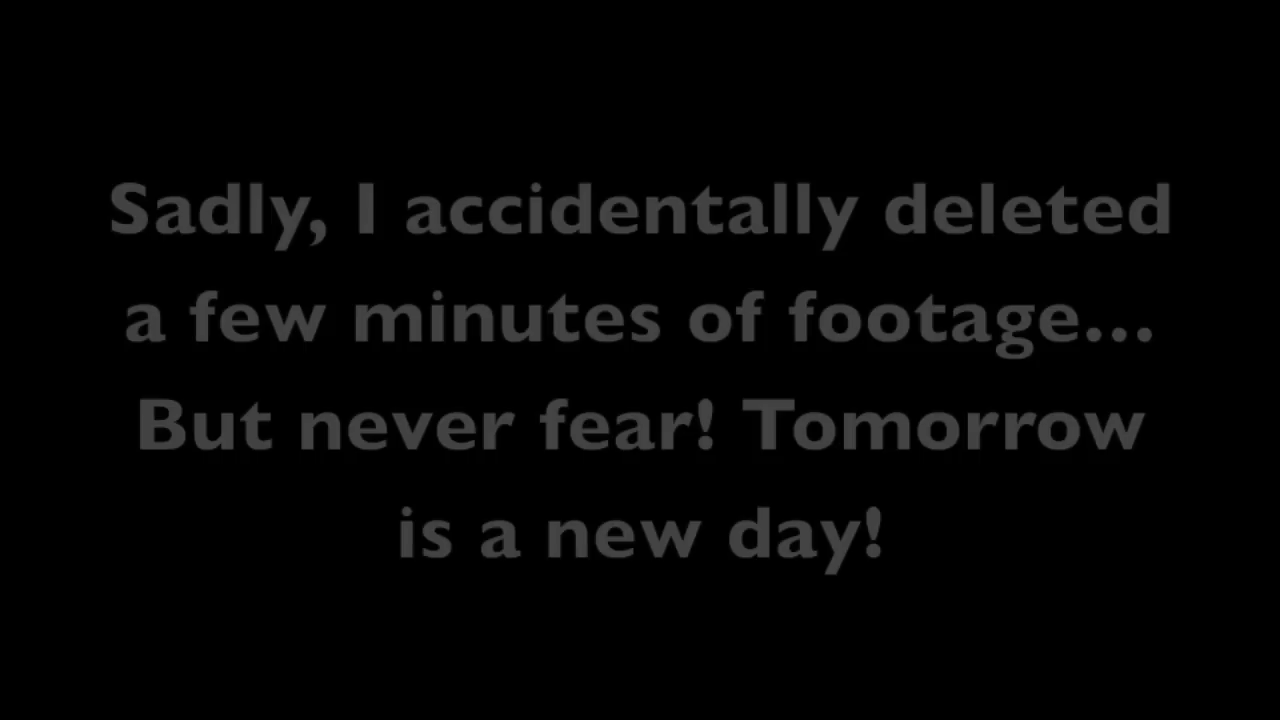 Sadly, I accidentally deleted
a few minutes of footage...
But never fear! Tomorrow
is a new day!